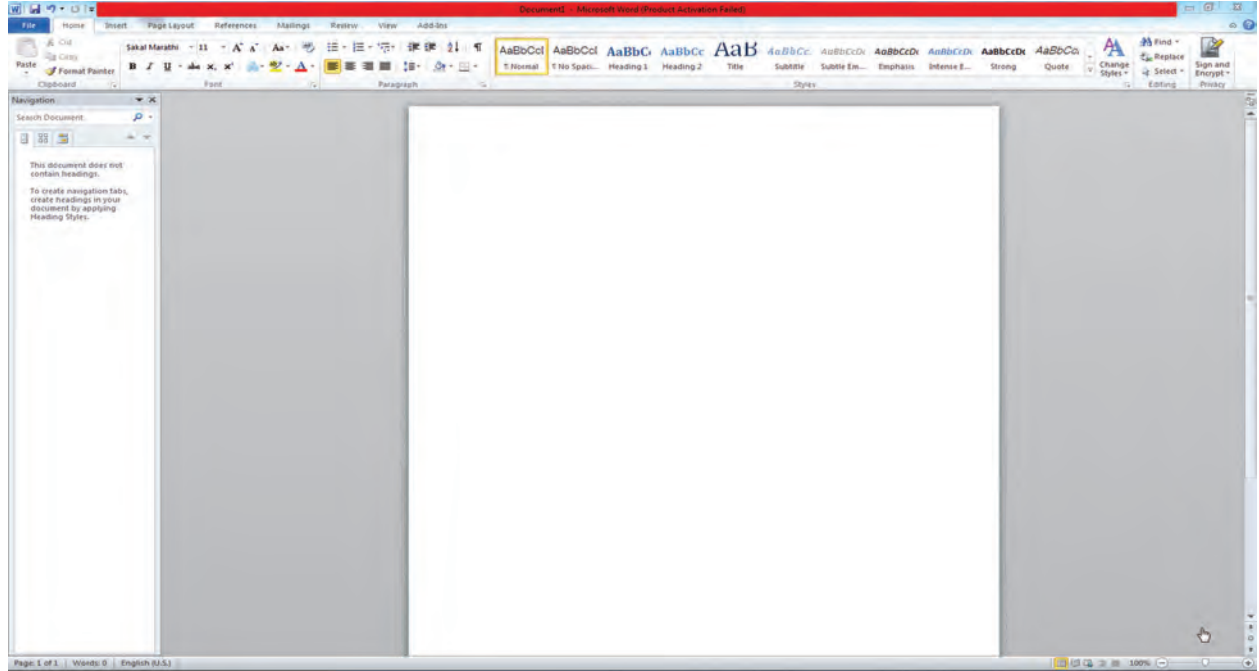 Document1 - Microsoft Word (Product Activation Failed)
File Home Insert Page Layout References Mailings Review View Add-Ins
Paste
Cut
Copy
Format Painter
Clipboard
Sakal Marathi 11
Font
Paragraph
AaBbCcI AaBbCcI AaBbC AaBbCc AaB AaBbCc. AaBbCcDc AaBbCcDc AaBbCcDc AaBbCcDc AaBbCc
¶ Normal ¶ No Spaci... Heading 1 Heading 2 Title Subtitle Subtle Em... Emphasis Intense E... Strong Quote
Styles
Change Styles
Find
Replace
Select
Editing
Sign and Encrypt
Privacy
Navigation
Search Document
This document does not
contain headings.
To create navigation tabs,
create headings in your
document by applying
Heading Styles.
Page: 1 of 1 Words: 0 English (U.S.)
100%